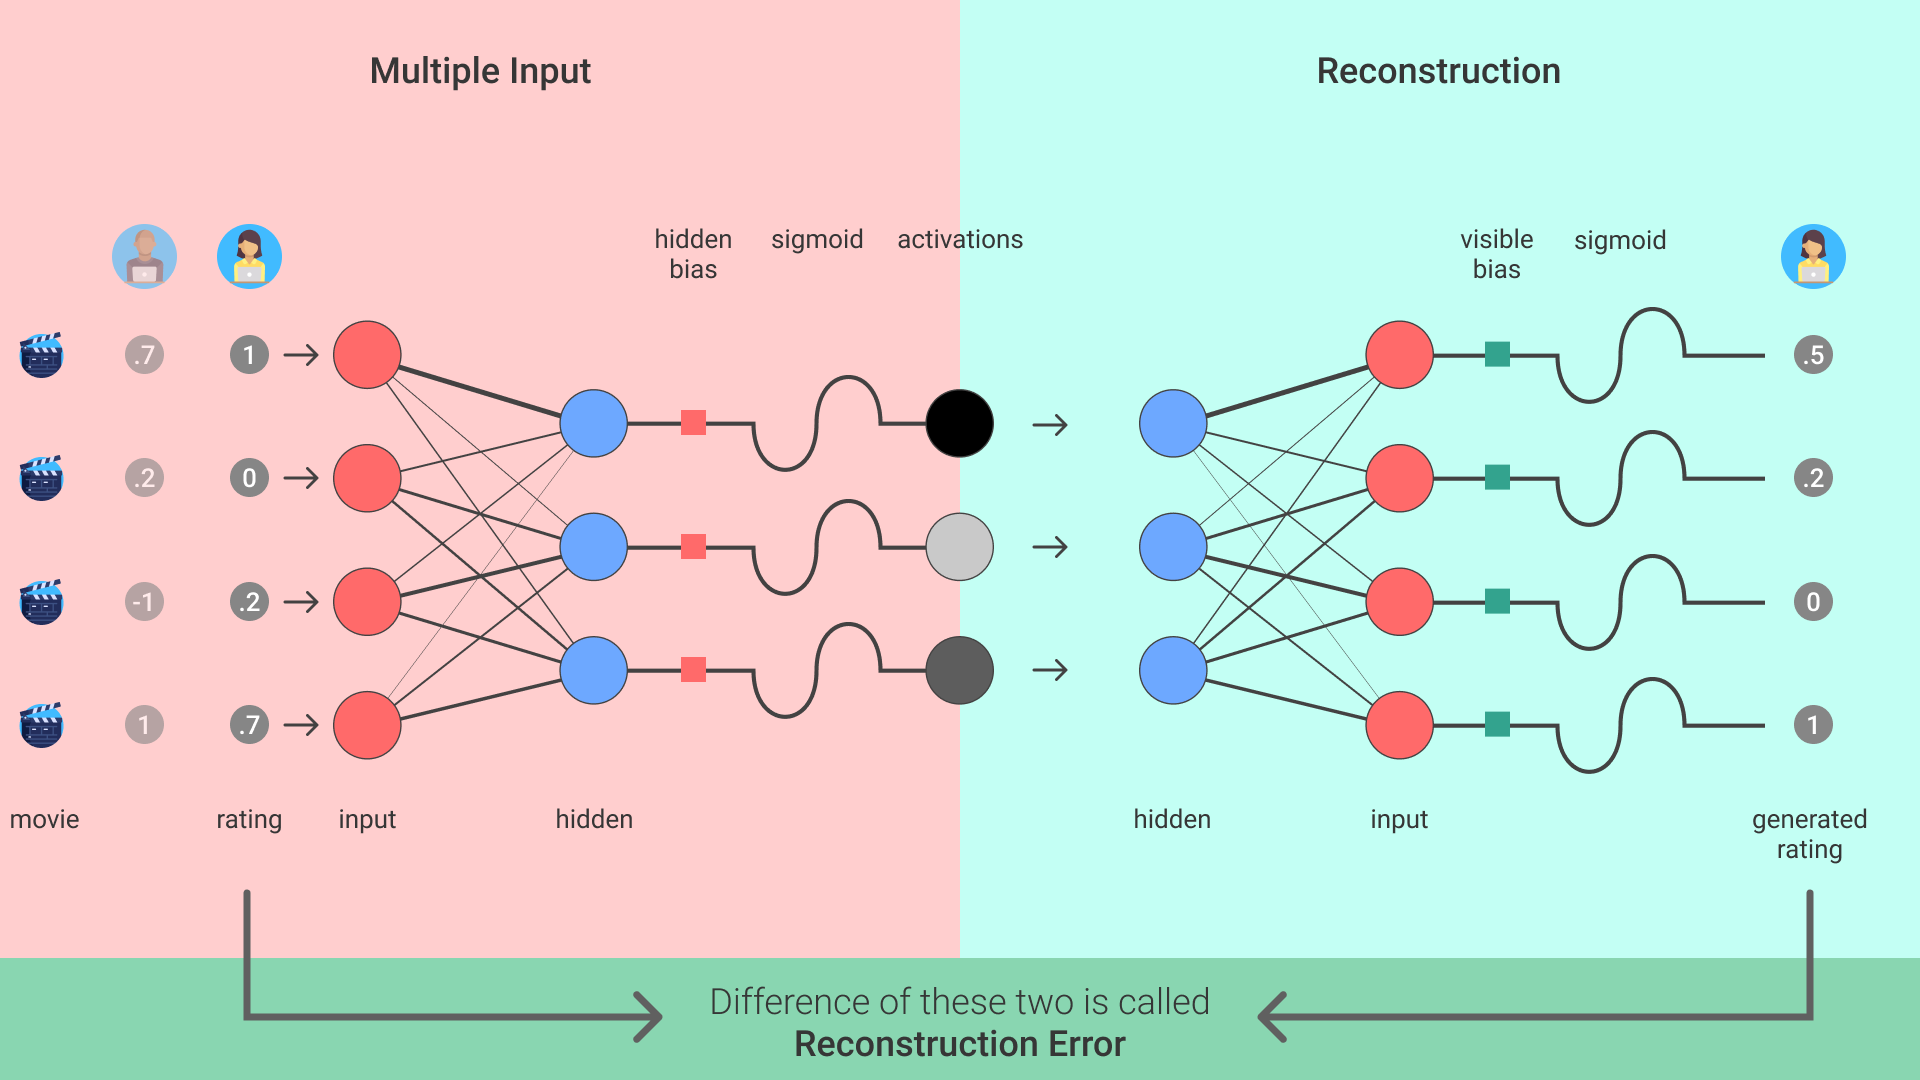 Multiple Input
Reconstruction
hidden
bias
sigmoid
activations
visible
bias
sigmoid
.7
1
.5
.2
0
.2
-1
.2
0
1
.7
1
movie
rating
input
hidden
hidden
input
generated
rating
Difference of these two is called
Reconstruction Error